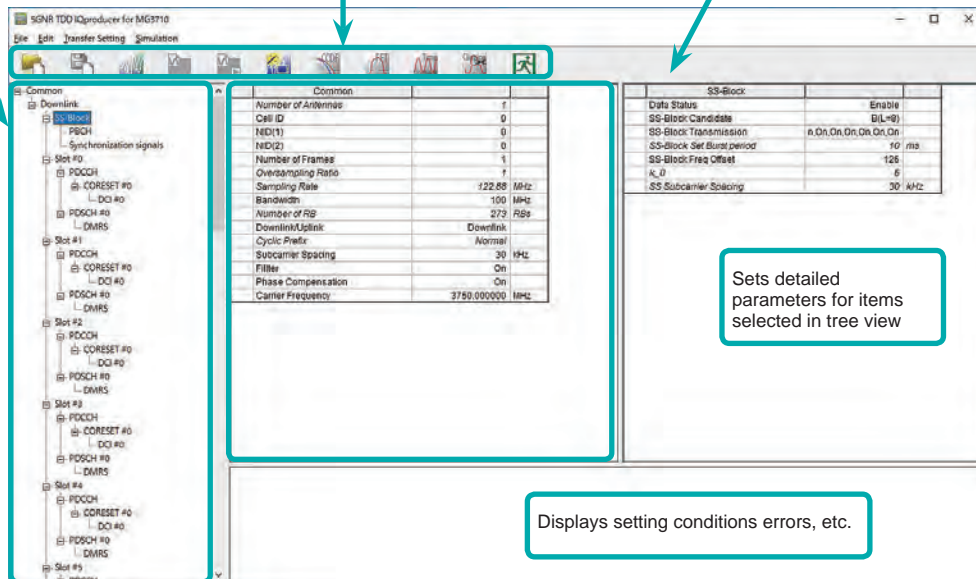 5GNR TDD IQproducer for MG3710
File Edit Transfer Setting Simulation
Common
Downlink
SS-Block
PBCH
Synchronization signals
Slot #0
PDCCH
CORESET #0
DCI #0
PDSCH #0
DMRS
Slot #1
PDCCH
CORESET #0
DCI #0
PDSCH #0
DMRS
Slot #2
PDCCH
CORESET #0
DCI #0
PDSCH #0
DMRS
Slot #3
PDCCH
CORESET #0
DCI #0
PDSCH #0
DMRS
Slot #4
PDCCH
CORESET #0
DCI #0
PDSCH #0
DMRS
Slot #5
Common
Number of Antennas 1
Cell ID 0
NID(1) 0
NID(2) 0
Number of Frames 1
Oversampling Ratio 1
Sampling Rate 122.88 MHz
Bandwidth 100 MHz
Number of RB 273 RBs
Downlink/Uplink Downlink
Cyclic Prefix Normal
Subcarrier Spacing 30 kHz
Filter On
Phase Compensation On
Carrier Frequency 3750.000000 MHz
SS-Block
Data Status Enable
SS-Block Candidate B(L=8)
SS-Block Transmission n,On,On,On,On,On
SS-Block Set Burst period 10 ms
SS-Block Freq Offset 126
k_0 6
SS Subcarrier Spacing 30 kHz
Sets detailed
parameters for items
selected in tree view
Displays setting conditions errors, etc.